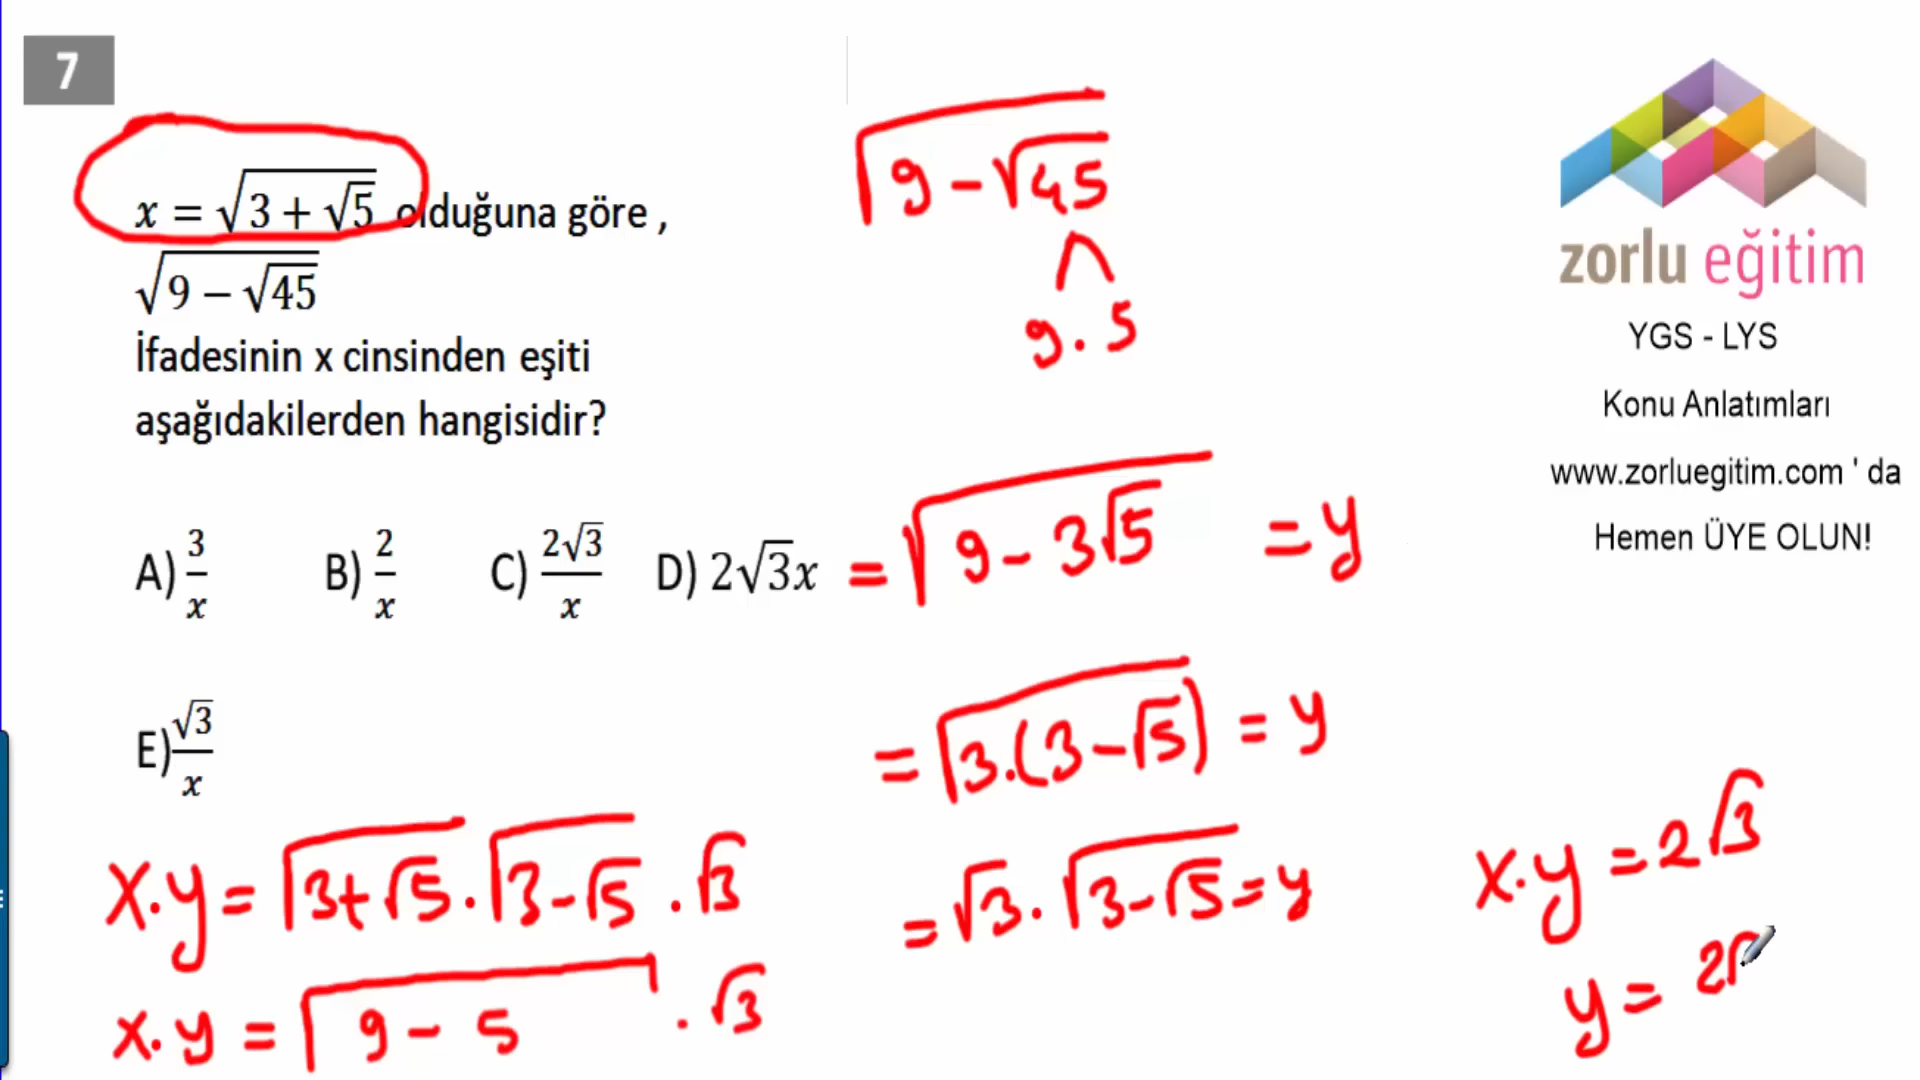 7
x = √(3 + √5) olduğuna göre ,
√(9 − √45)
İfadesinin x cinsinden eşiti
aşağıdakilerden hangisidir?
A) 3/x B) 2/x C) 2√3/x D) 2√3x
E) √3/x
√(9 − √45)
9 . 5
= √(9 − 3√5) = y
= √(3.(3 − √5)) = y
= √3 . √(3 − √5) = y
x.y = √(3 + √5) . √(3 − √5) . √3
x.y = √(9 − 5) . √3
x.y = 2√3
y = 2√
zorlu eğitim
YGS - LYS
Konu Anlatımları
www.zorluegitim.com ' da
Hemen ÜYE OLUN!